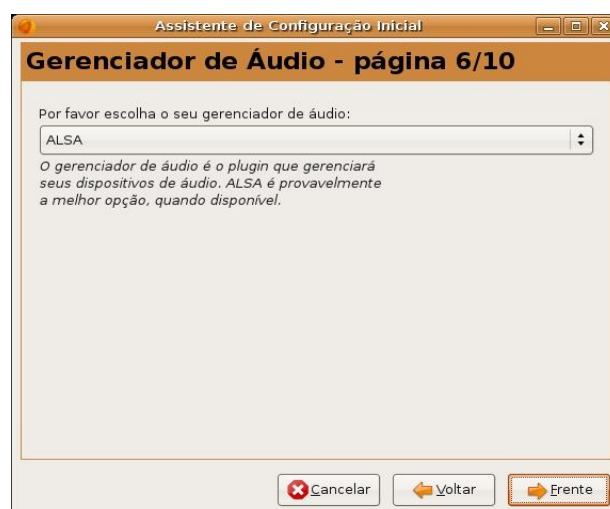 Assistente de Configuração Inicial
Gerenciador de Áudio - página 6/10
Por favor escolha o seu gerenciador de áudio:
ALSA
O gerenciador de áudio é o plugin que gerenciará
seus dispositivos de áudio. ALSA é provavelmente
a melhor opção, quando disponível.
Cancelar Voltar Frente